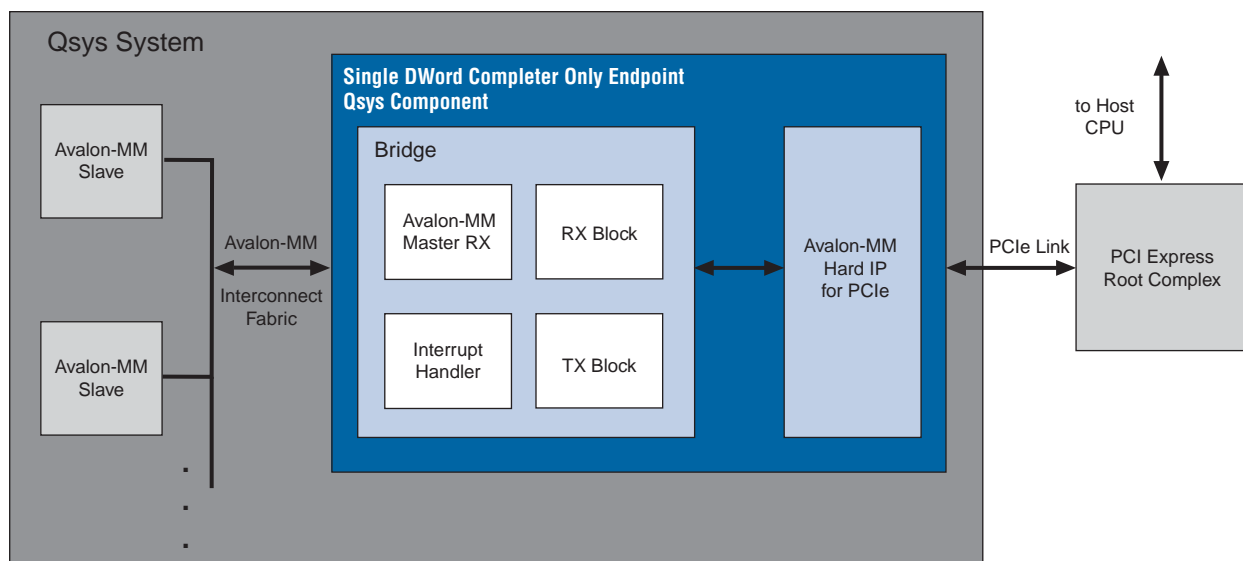 Qsys System
Single DWord Completer Only Endpoint
Qsys Component
Bridge
Avalon-MM
Slave
Avalon-MM
Interconnect
Fabric
Avalon-MM
Master RX
RX Block
Interrupt
Handler
TX Block
Avalon-MM
Hard IP
for PCIe
PCIe Link
to Host
CPU
PCI Express
Root Complex
Avalon-MM
Slave
.
.
.